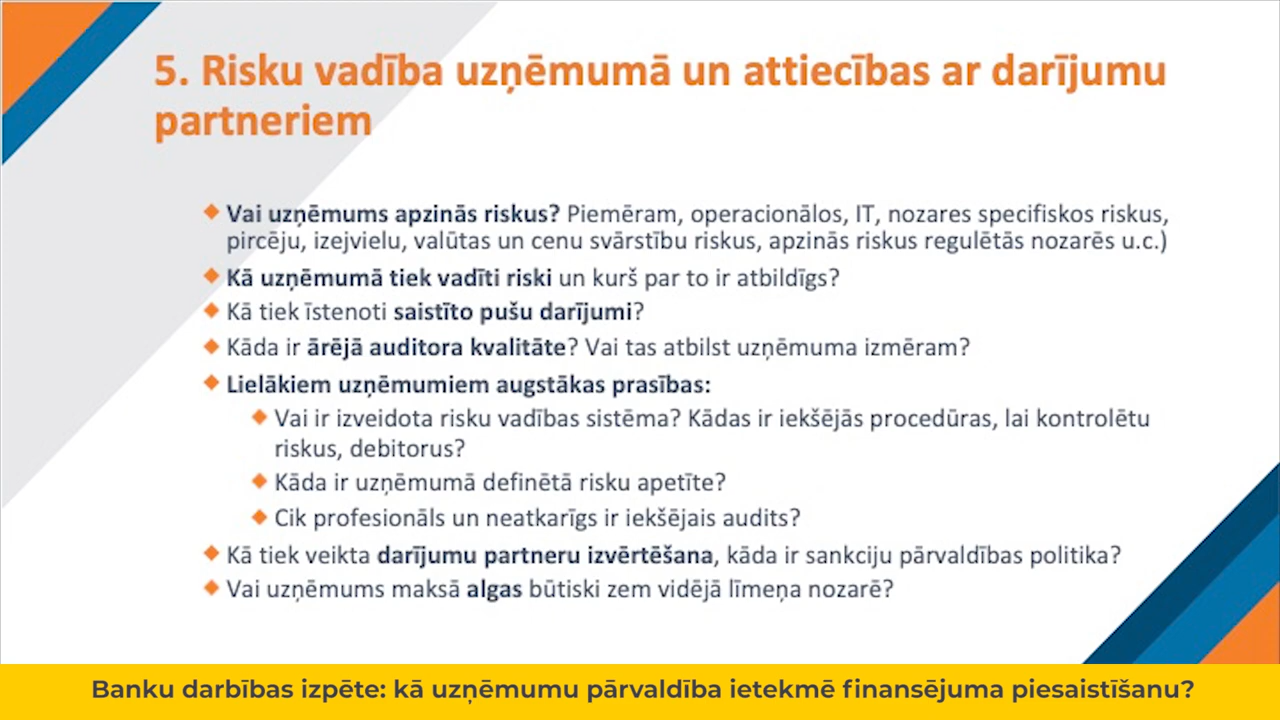 5. Risku vadība uzņēmumā un attiecības ar darījumu
partneriem
Vai uzņēmums apzinās riskus? Piemēram, operacionālos, IT, nozares specifiskos riskus,
pircēju, izejvielu, valūtas un cenu svārstību riskus, apzinās riskus regulētās nozarēs u.c.)
Kā uzņēmumā tiek vadīti riski un kurš par to ir atbildīgs?
Kā tiek īstenoti saistīto pušu darījumi?
Kāda ir ārējā auditora kvalitāte? Vai tas atbilst uzņēmuma izmēram?
Lielākiem uzņēmumiem augstākas prasības:
Vai ir izveidota risku vadības sistēma? Kādas ir iekšējās procedūras, lai kontrolētu
riskus, debitorus?
Kāda ir uzņēmumā definētā risku apetīte?
Cik profesionāls un neatkarīgs ir iekšējais audits?
Kā tiek veikta darījumu partneru izvērtēšana, kāda ir sankciju pārvaldības politika?
Vai uzņēmums maksā algas būtiski zem vidējā līmeņa nozarē?
Banku darbības izpēte: kā uzņēmumu pārvaldība ietekmē finansējuma piesaistīšanu?